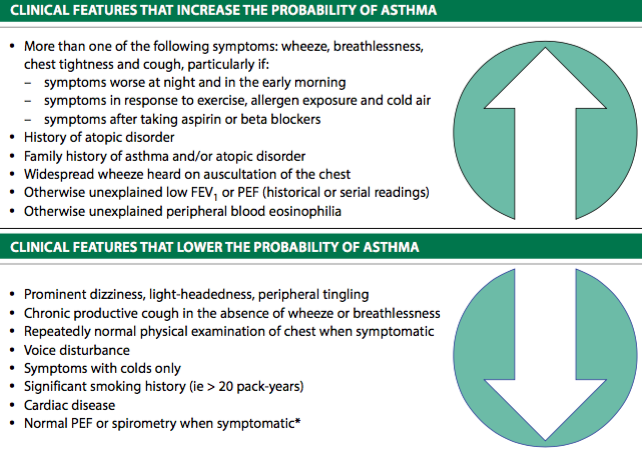 CLINICAL FEATURES THAT INCREASE THE PROBABILITY OF ASTHMA
• More than one of the following symptoms: wheeze, breathlessness,
chest tightness and cough, particularly if:
– symptoms worse at night and in the early morning
– symptoms in response to exercise, allergen exposure and cold air
– symptoms after taking aspirin or beta blockers
• History of atopic disorder
• Family history of asthma and/or atopic disorder
• Widespread wheeze heard on auscultation of the chest
• Otherwise unexplained low FEV1 or PEF (historical or serial readings)
• Otherwise unexplained peripheral blood eosinophilia
CLINICAL FEATURES THAT LOWER THE PROBABILITY OF ASTHMA
• Prominent dizziness, light-headedness, peripheral tingling
• Chronic productive cough in the absence of wheeze or breathlessness
• Repeatedly normal physical examination of chest when symptomatic
• Voice disturbance
• Symptoms with colds only
• Significant smoking history (ie > 20 pack-years)
• Cardiac disease
• Normal PEF or spirometry when symptomatic*